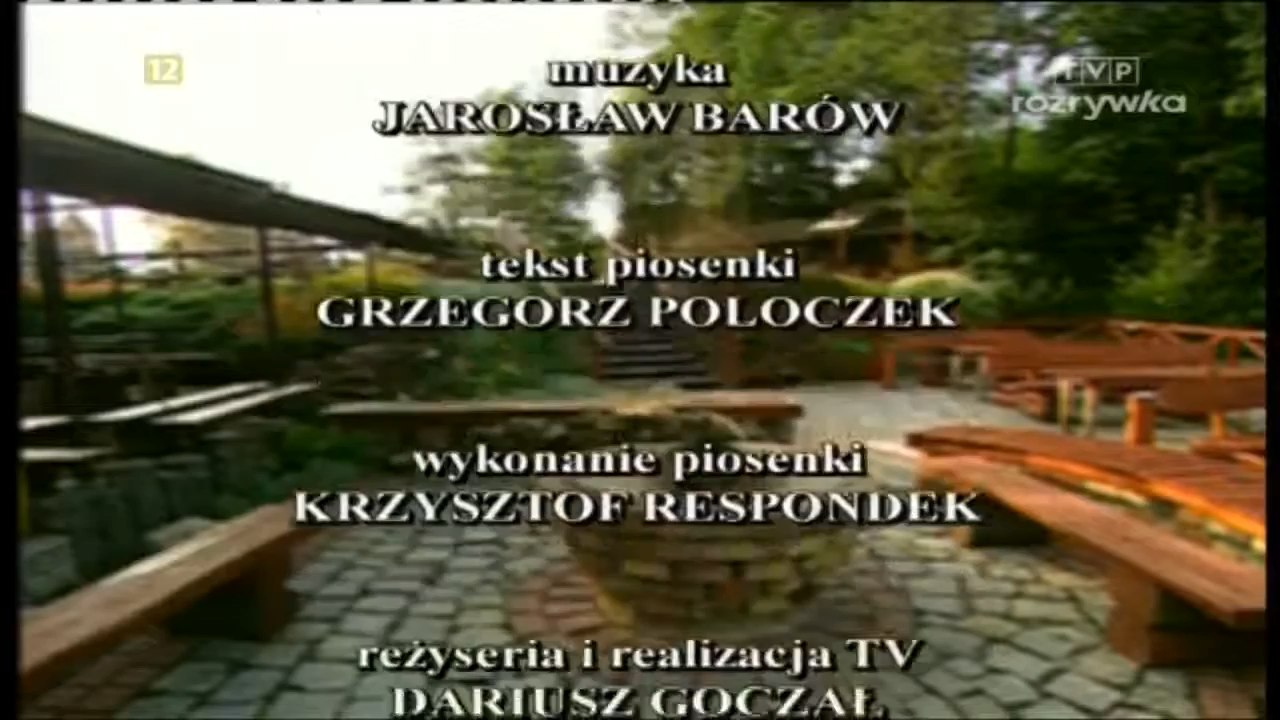 12
TVP
rozrywka
muzyka
JAROSŁAW BARÓW
tekst piosenki
GRZEGORZ POLOCZEK
wykonanie piosenki
KRZYSZTOF RESPONDEK
reżyseria i realizacja TV
DARIUSZ GOCZAŁ